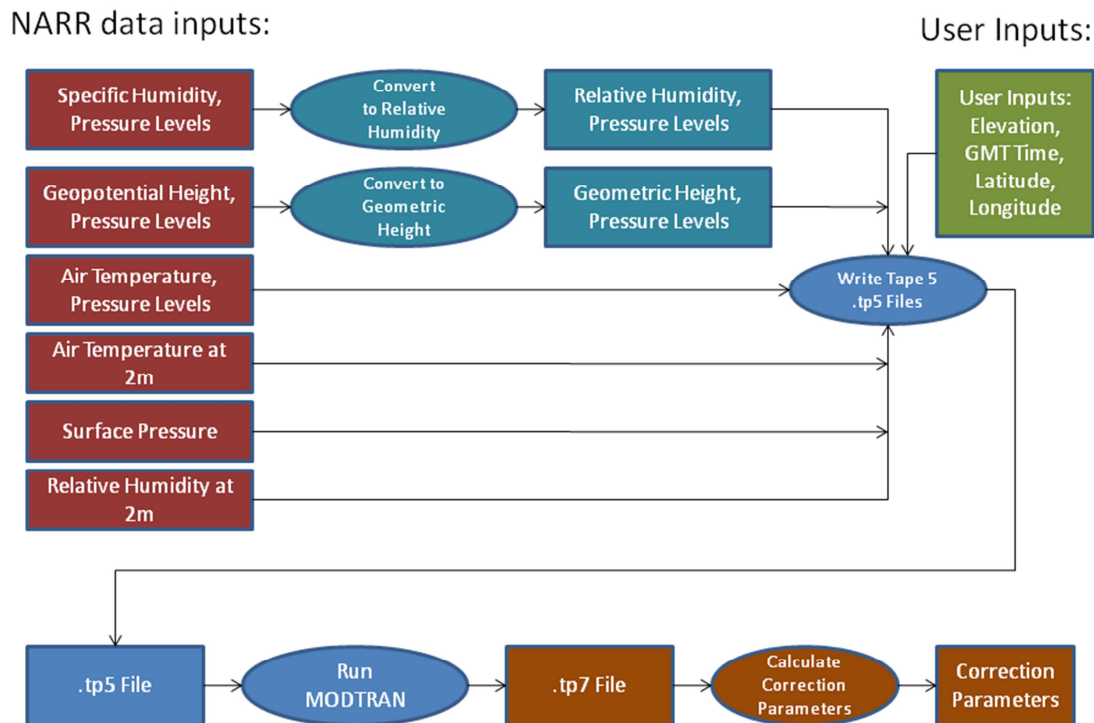 NARR data inputs:
User Inputs:
Specific Humidity,
Pressure Levels
Convert
to Relative
Humidity
Relative Humidity,
Pressure Levels
User Inputs:
Elevation,
GMT Time,
Latitude,
Longitude
Geopotential Height,
Pressure Levels
Convert to
Geometric
Height
Geometric Height,
Pressure Levels
Air Temperature,
Pressure Levels
Write Tape 5
.tp5 Files
Air Temperature at
2m
Surface Pressure
Relative Humidity at
2m
.tp5 File
Run
MODTRAN
.tp7 File
Calculate
Correction
Parameters
Correction
Parameters